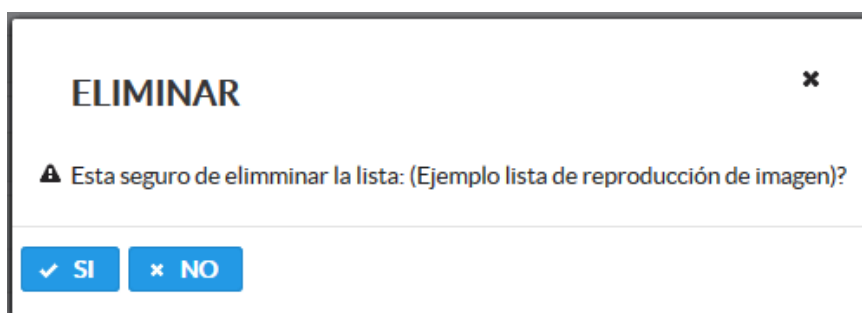 ELIMINAR
Esta seguro de elimminar la lista: (Ejemplo lista de reproducción de imagen)?
SI
NO